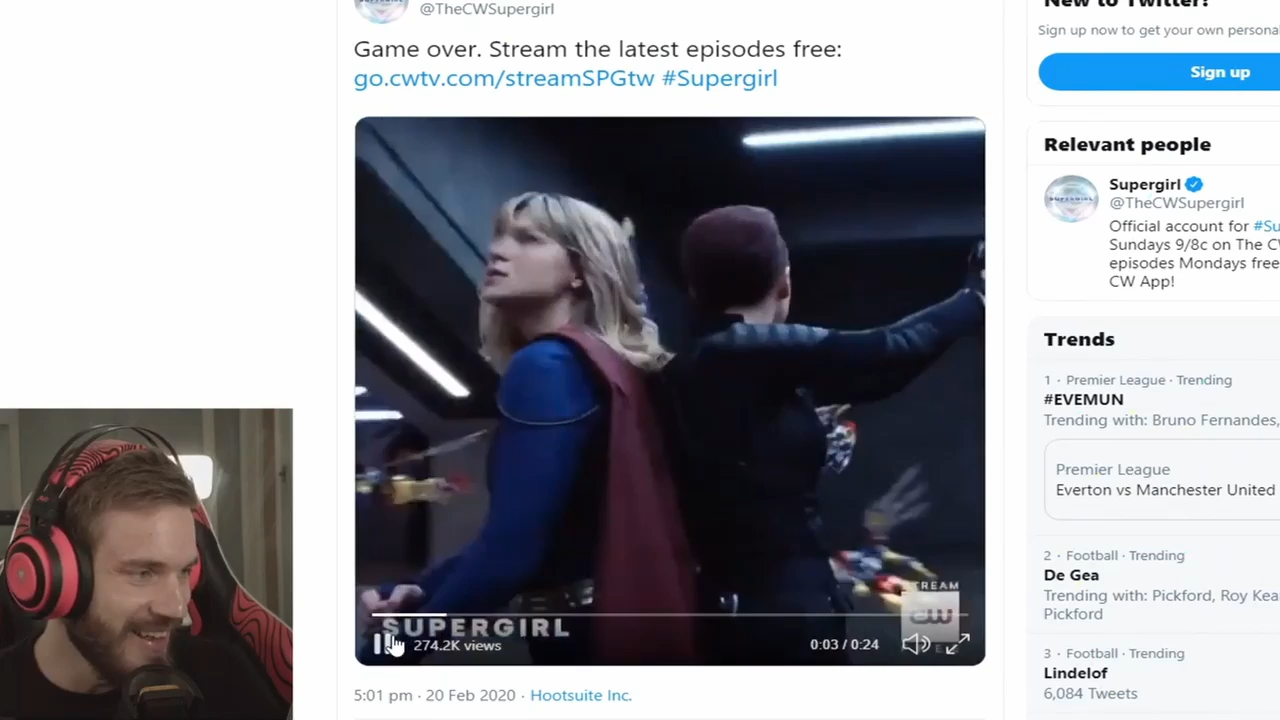 @TheCWSupergirl
Game over. Stream the latest episodes free:
go.cwtv.com/streamSPGtw #Supergirl
STREAM
CW
SUPERGIRL
274.2K views
0:03 / 0:24
5:01 pm · 20 Feb 2020 · Hootsuite Inc.
New to Twitter?
Sign up now to get your own persona
Sign up
Relevant people
Supergirl
@TheCWSupergirl
Official account for #Su
Sundays 9/8c on The C
episodes Mondays free
CW App!
Trends
1 · Premier League · Trending
#EVEMUN
Trending with: Bruno Fernandes,
Premier League
Everton vs Manchester United
2 · Football · Trending
De Gea
Trending with: Pickford, Roy Kea
Pickford
3 · Football · Trending
Lindelof
6,084 Tweets